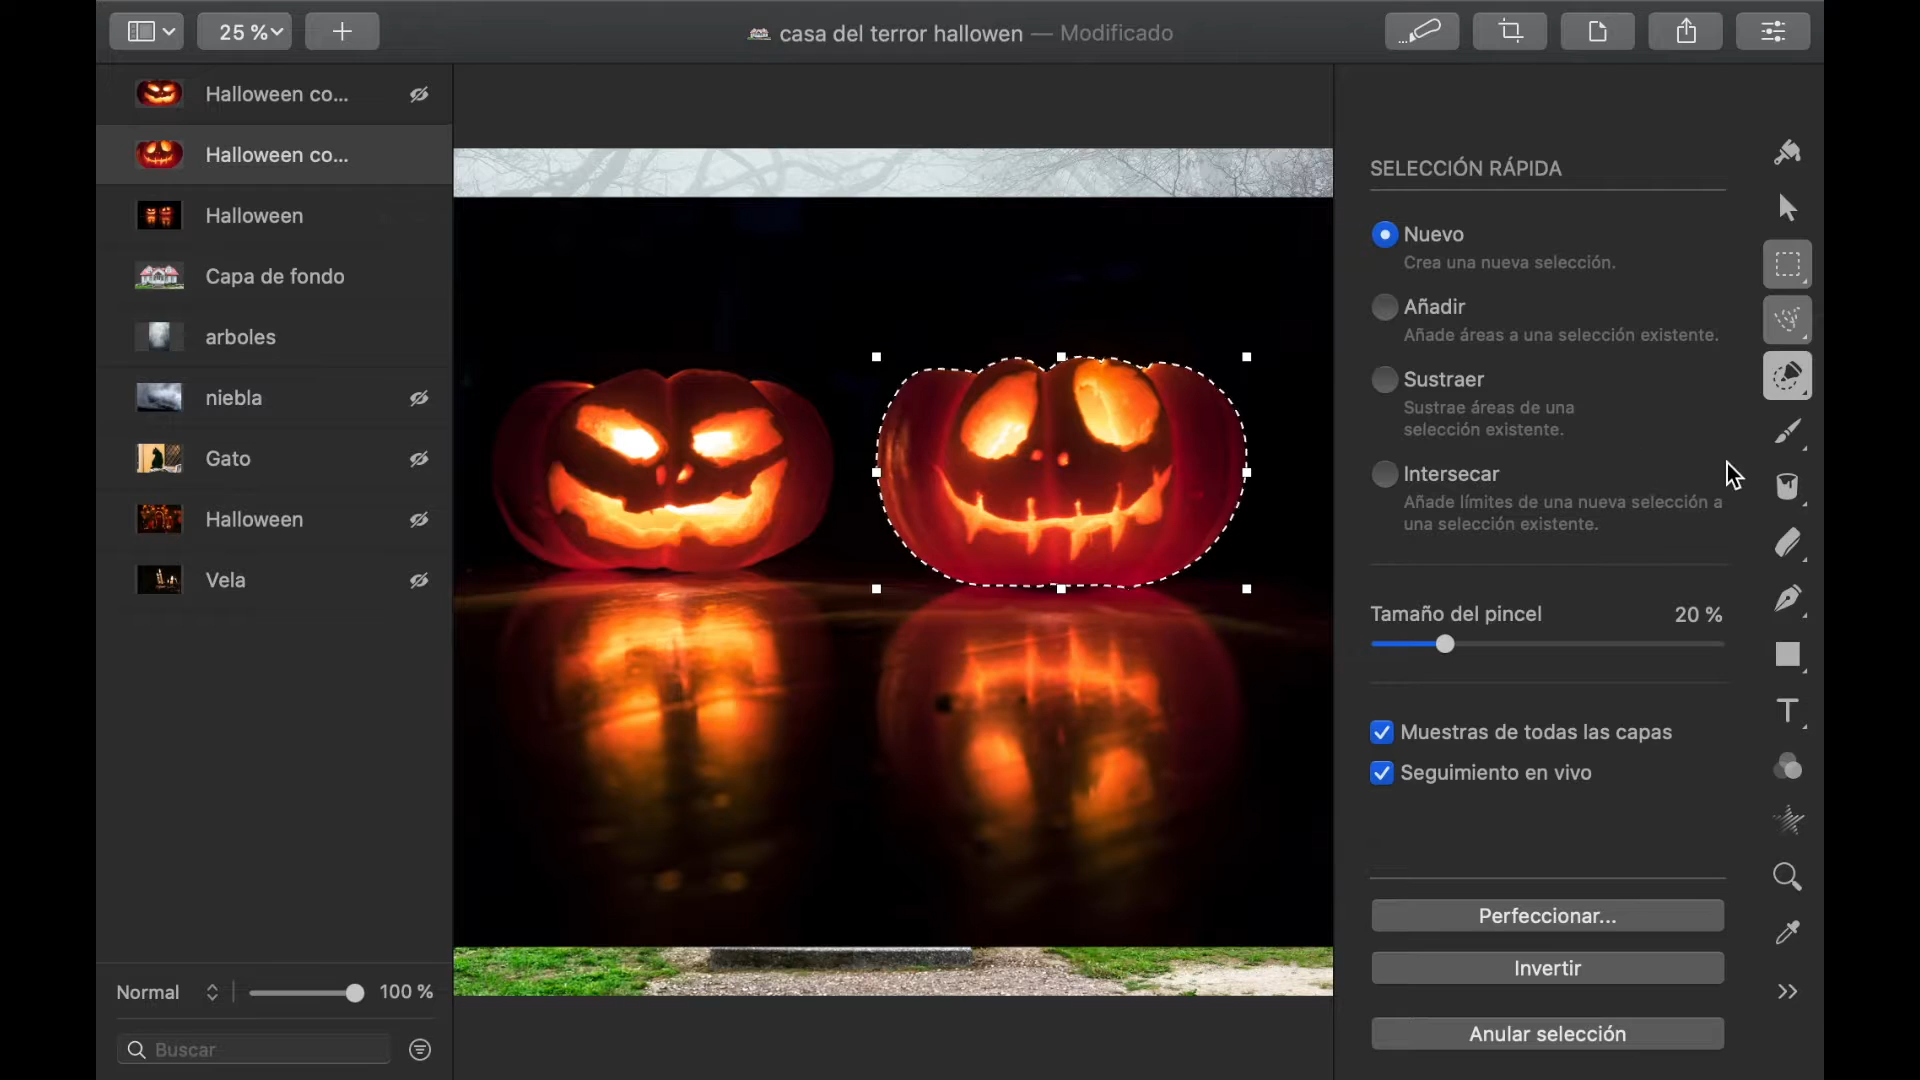 25 %
casa del terror hallowen — Modificado
Halloween co...
Halloween co...
Halloween
Capa de fondo
arboles
niebla
Gato
Halloween
Vela
Normal
100 %
Buscar
SELECCIÓN RÁPIDA
Nuevo
Crea una nueva selección.
Añadir
Añade áreas a una selección existente.
Sustraer
Sustrae áreas de una
selección existente.
Intersecar
Añade límites de una nueva selección a
una selección existente.
Tamaño del pincel
20 %
Muestras de todas las capas
Seguimiento en vivo
Perfeccionar...
Invertir
Anular selección